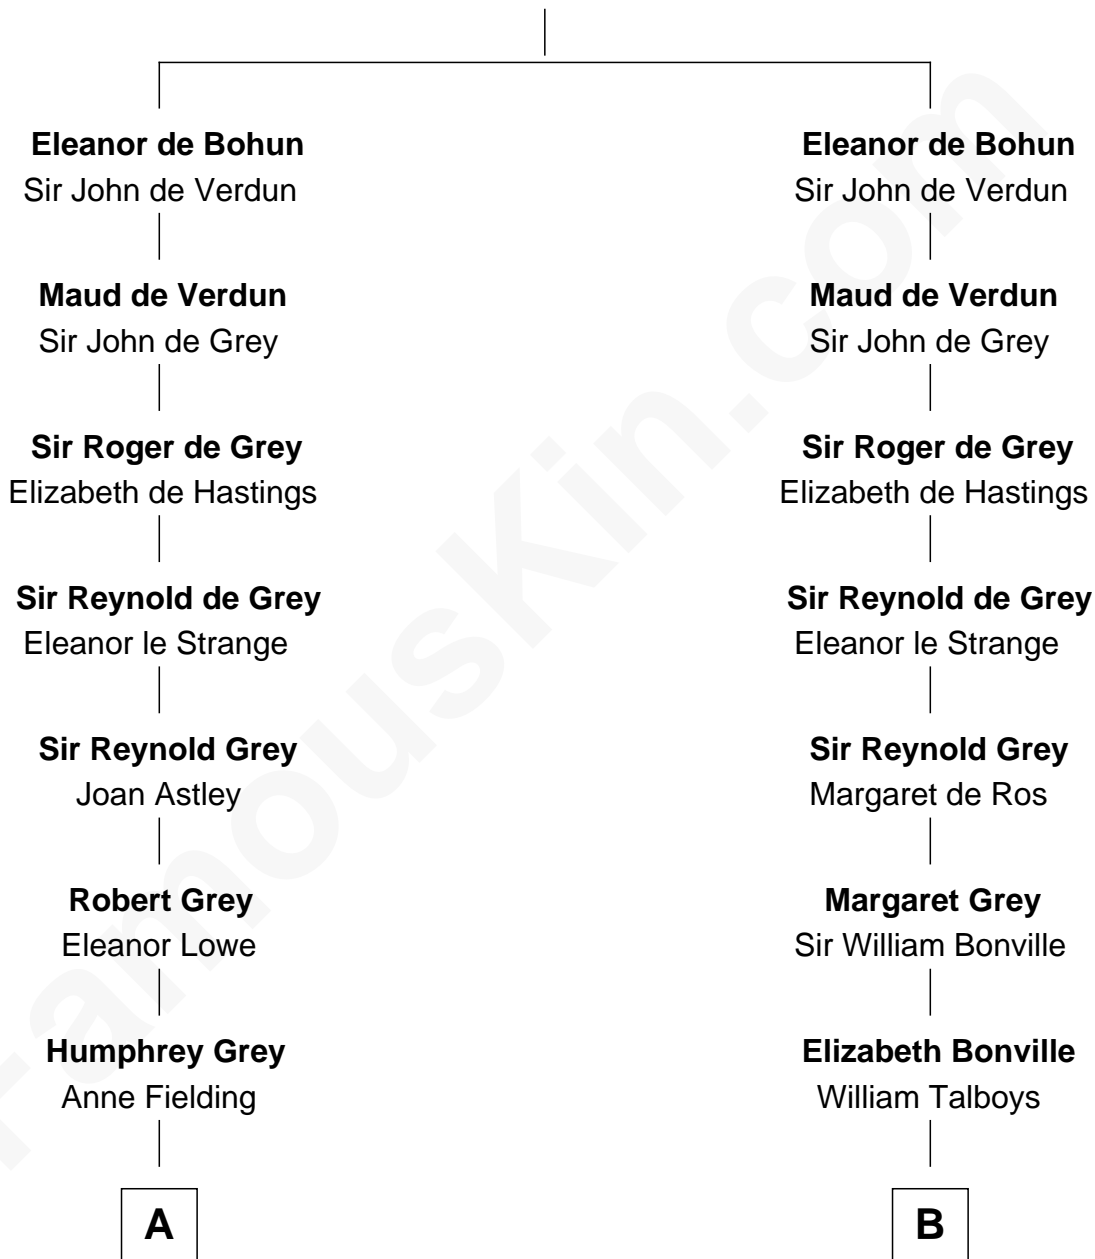 Eleanor de Bohun
Sir John de Verdun
Maud de Verdun
Sir John de Grey
Sir Roger de Grey
Elizabeth de Hastings
Sir Reynold de Grey
Eleanor le Strange
Sir Reynold Grey
Joan Astley
Robert Grey
Eleanor Lowe
Humphrey Grey
Anne Fielding
A
Eleanor de Bohun
Sir John de Verdun
Maud de Verdun
Sir John de Grey
Sir Roger de Grey
Elizabeth de Hastings
Sir Reynold de Grey
Eleanor le Strange
Sir Reynold Grey
Margaret de Ros
Margaret Grey
Sir William Bonville
Elizabeth Bonville
William Talboys
B
FamousKin.com